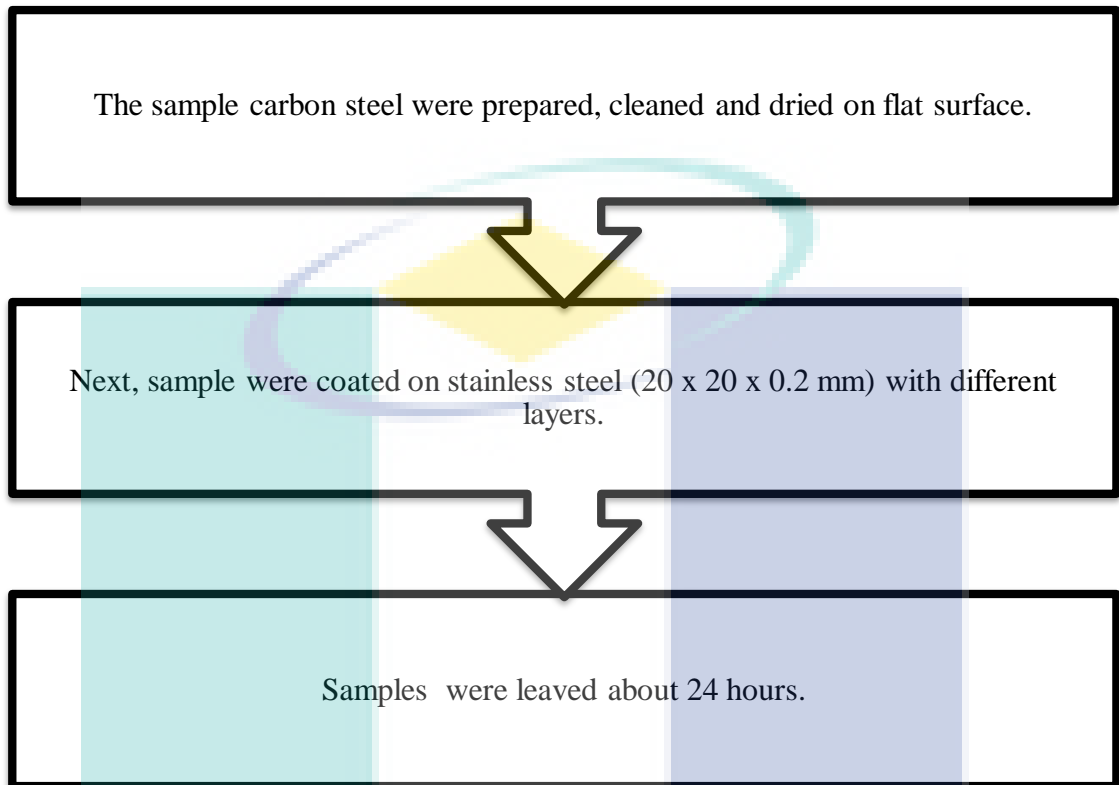 The sample carbon steel were prepared, cleaned and dried on flat surface.
Next, sample were coated on stainless steel (20 x 20 x 0.2 mm) with different
layers.
Samples were leaved about 24 hours.